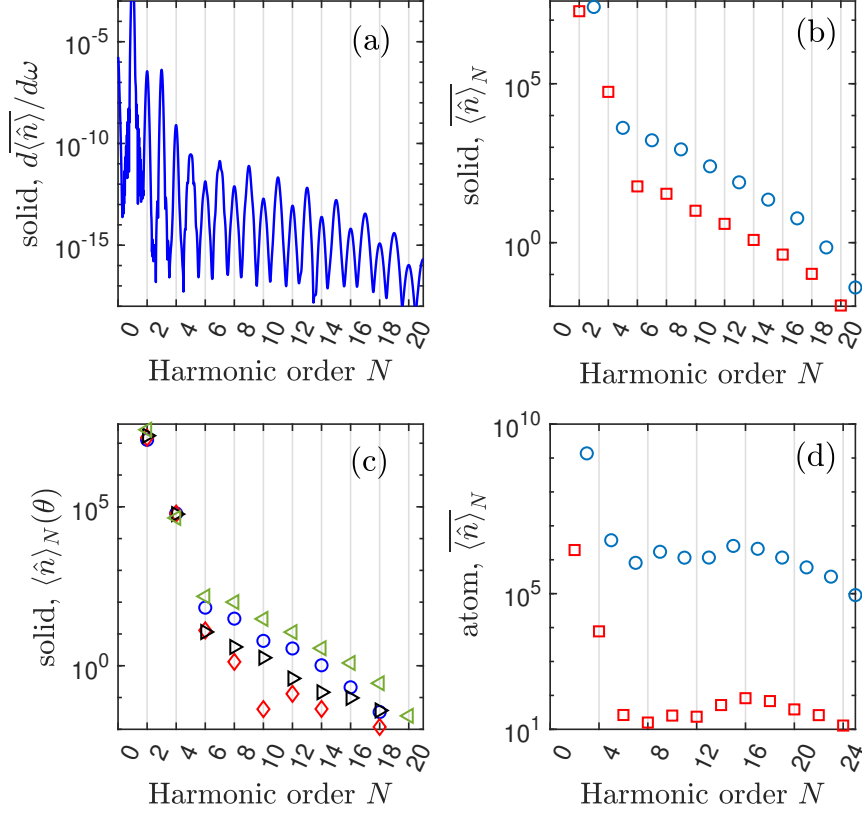 (a)
10^{-5}
10^{-10}
10^{-15}
solid, d\overline{⟨n̂⟩}/dω
0 2 4 6 8 10 12 14 16 18 20
Harmonic order N
(b)
10^{5}
10^{0}
solid, \overline{⟨n̂⟩}_N
0 2 4 6 8 10 12 14 16 18 20
Harmonic order N
(c)
10^{5}
10^{0}
solid, ⟨n̂⟩_N(θ)
0 2 4 6 8 10 12 14 16 18 20
Harmonic order N
(d)
10^{10}
10^{5}
10^{1}
atom, \overline{⟨n̂⟩}_N
0 4 8 12 16 20 24
Harmonic order N